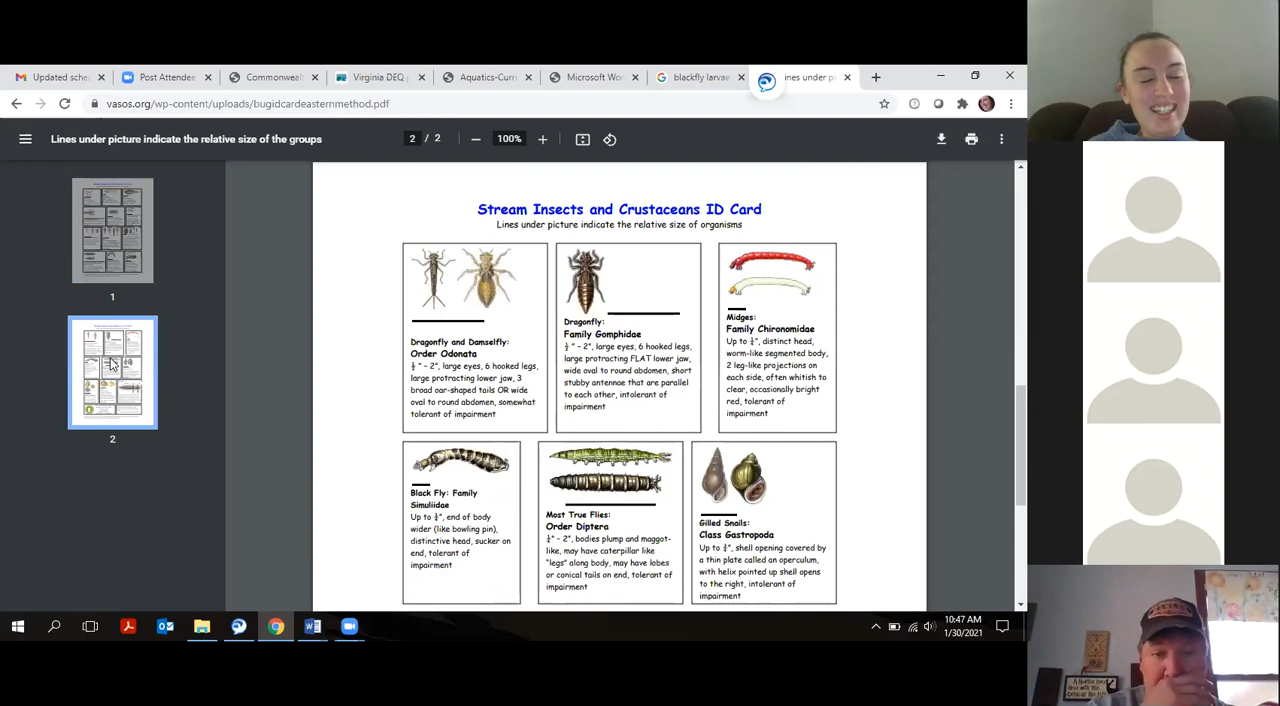 Updated sche
Post Attendee
Commonweal
Virginia DEQ
Aquatics-Curr
Microsoft Wor
blackfly larvae
ines under p
vasos.org/wp-content/uploads/bugidcardeasternmethod.pdf
Lines under picture indicate the relative size of the groups
2 / 2
100%
1
2
Stream Insects and Crustaceans ID Card
Lines under picture indicate the relative size of organisms
Dragonfly and Damselfly:
Order Odonata
½ " – 2", large eyes, 6 hooked legs,
large protracting lower jaw, 3
broad oar-shaped tails OR wide
oval to round abdomen, somewhat
tolerant of impairment
Dragonfly:
Family Gomphidae
½ " – 2", large eyes, 6 hooked legs,
large protracting FLAT lower jaw,
wide oval to round abdomen, short
stubby antennae that are parallel
to each other, intolerant of
impairment
Midges:
Family Chironomidae
Up to ¼", distinct head,
worm-like segmented body,
2 leg-like projections on
each side, often whitish to
clear, occasionally bright
red, tolerant of
impairment
Black Fly: Family
Simuliidae
Up to ¼", end of body
wider (like bowling pin),
distinctive head, sucker on
end, tolerant of
impairment
Most True Flies:
Order Diptera
¼" – 2", bodies plump and maggot-
like, may have caterpillar like
"legs" along body, may have lobes
or conical tails on end, tolerant of
impairment
Gilled Snails:
Class Gastropoda
Up to ¾", shell opening covered by
a thin plate called an operculum,
with helix pointed up shell opens
to the right, intolerant of
impairment
10:47 AM
1/30/2021